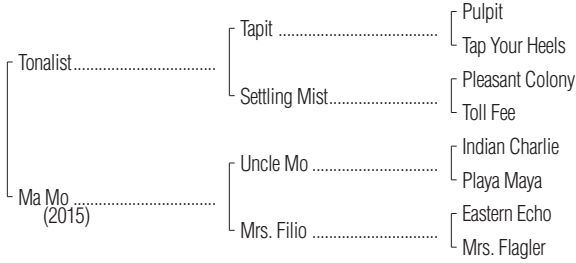 Pulpit
Tapit ........................................
Tap Your Heels
Tonalist...................................
Pleasant Colony
Settling Mist...........................
Toll Fee
Indian Charlie
Uncle Mo ................................
Playa Maya
Ma Mo ...................................
(2015)
Eastern Echo
Mrs. Filio ................................
Mrs. Flagler